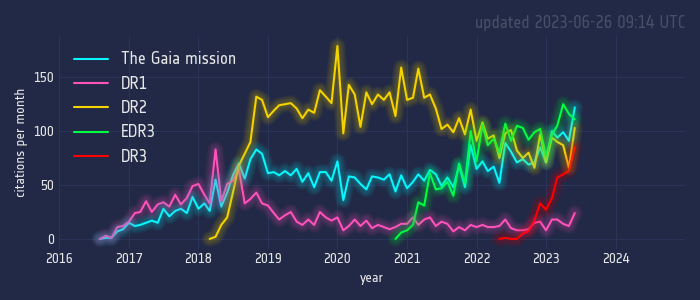 updated 2023-06-26 09:14 UTC
The Gaia mission
DR1
DR2
EDR3
DR3
citations per month
150
100
50
0
2016 2017 2018 2019 2020 2021 2022 2023 2024
year